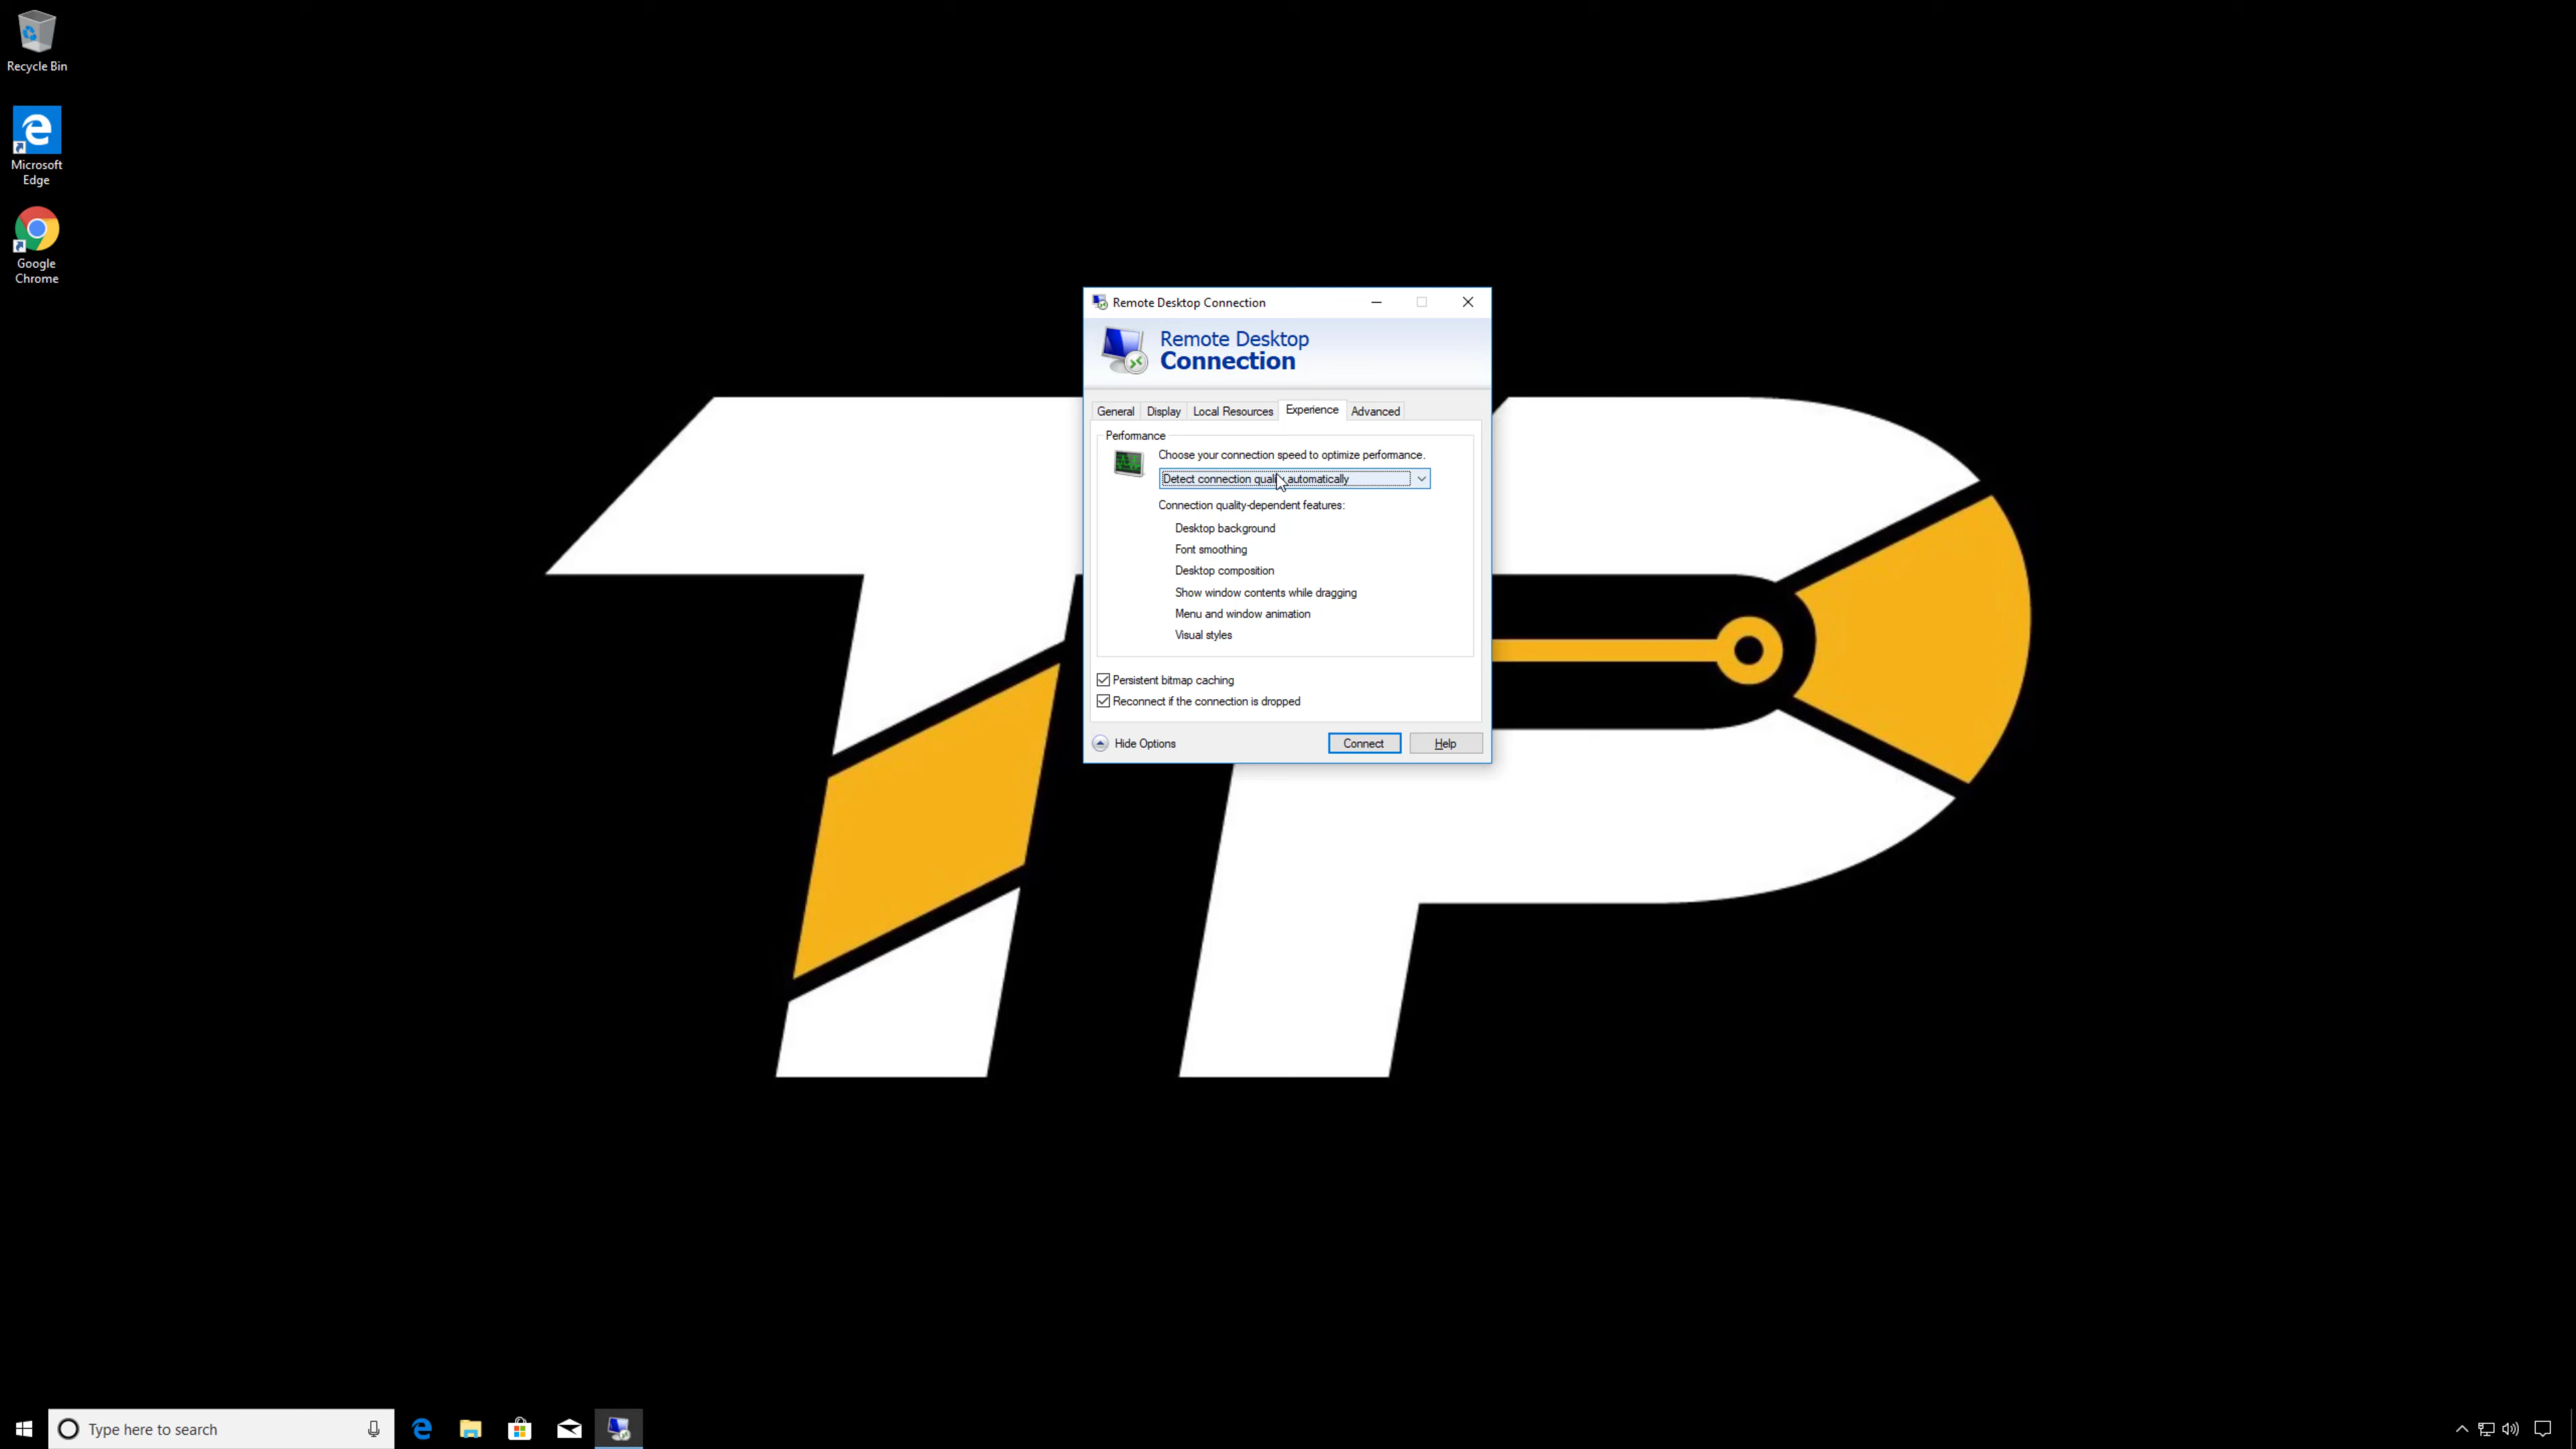 Recycle Bin
Microsoft
Edge
Google
Chrome
Remote Desktop Connection
Remote Desktop
Connection
General Display Local Resources Experience Advanced
Performance
Choose your connection speed to optimize performance.
Detect connection quality automatically
Connection quality-dependent features:
Desktop background
Font smoothing
Desktop composition
Show window contents while dragging
Menu and window animation
Visual styles
Persistent bitmap caching
Reconnect if the connection is dropped
Hide Options Connect Help
TP
Type here to search